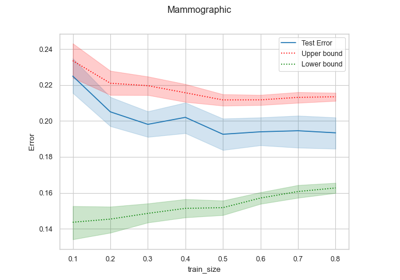 Mammographic
Test Error
Upper bound
Lower bound
Error
0.24
0.22
0.20
0.18
0.16
0.14
0.1 0.2 0.3 0.4 0.5 0.6 0.7 0.8
train_size